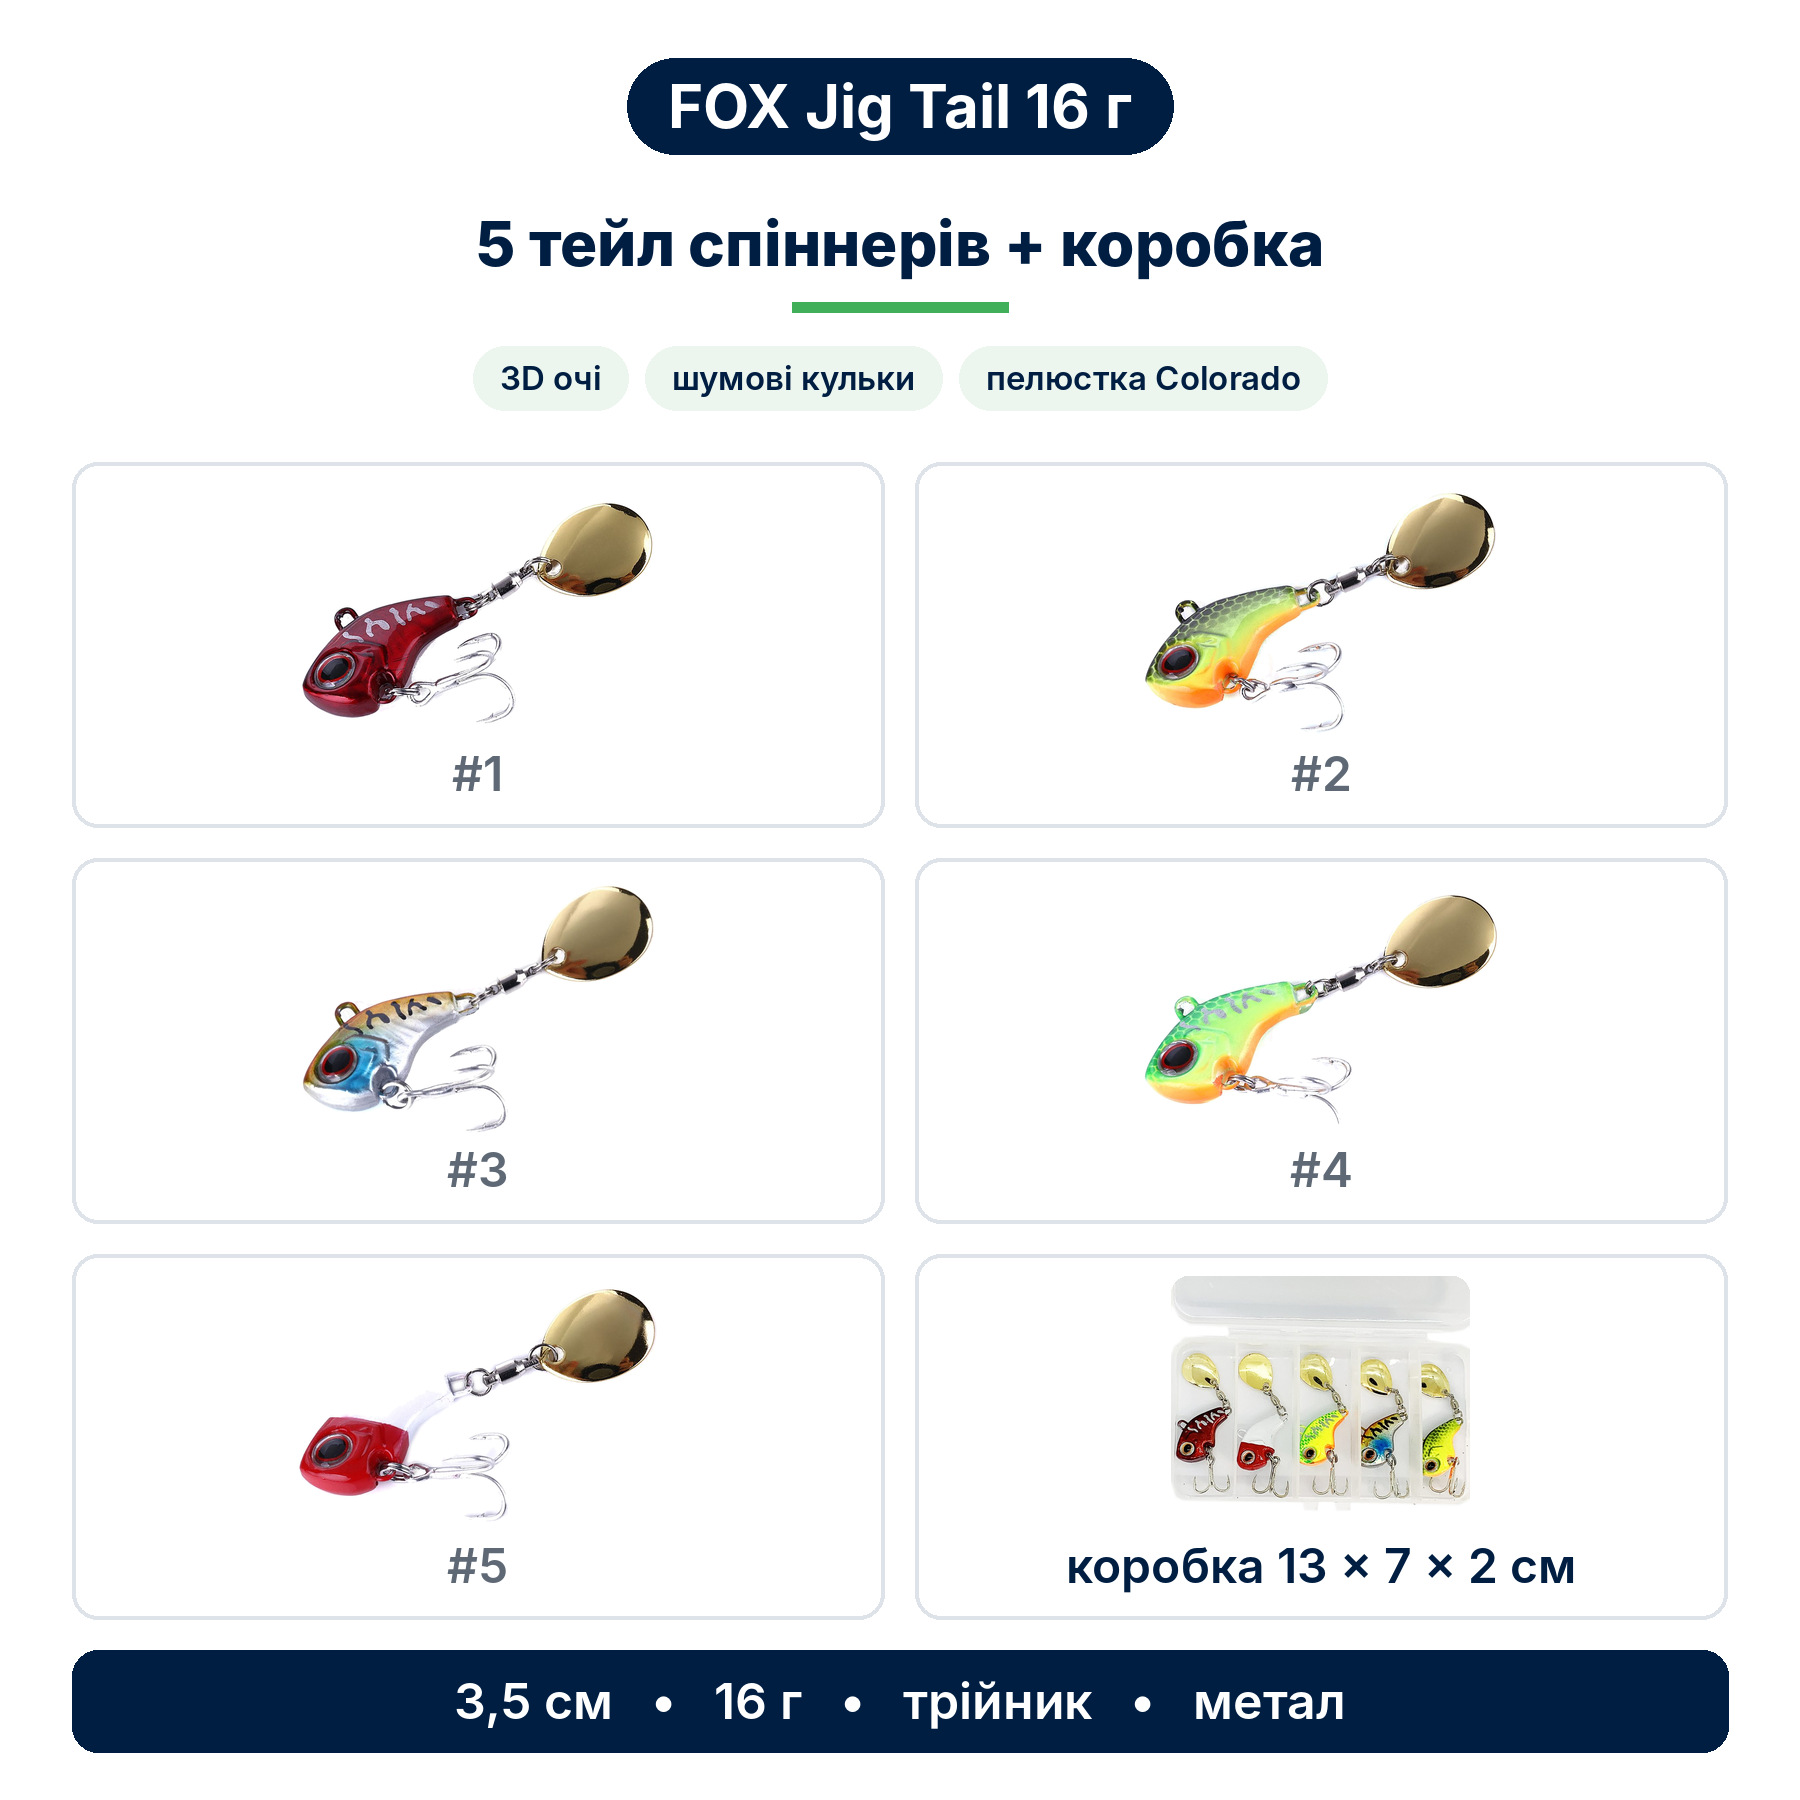 FOX Jig Tail 16 г
5 тейл спіннерів + коробка
3D очі
шумові кульки
пелюстка Colorado
#1
#2
#3
#4
#5
коробка 13 × 7 × 2 см
3,5 см • 16 г • трійник • метал